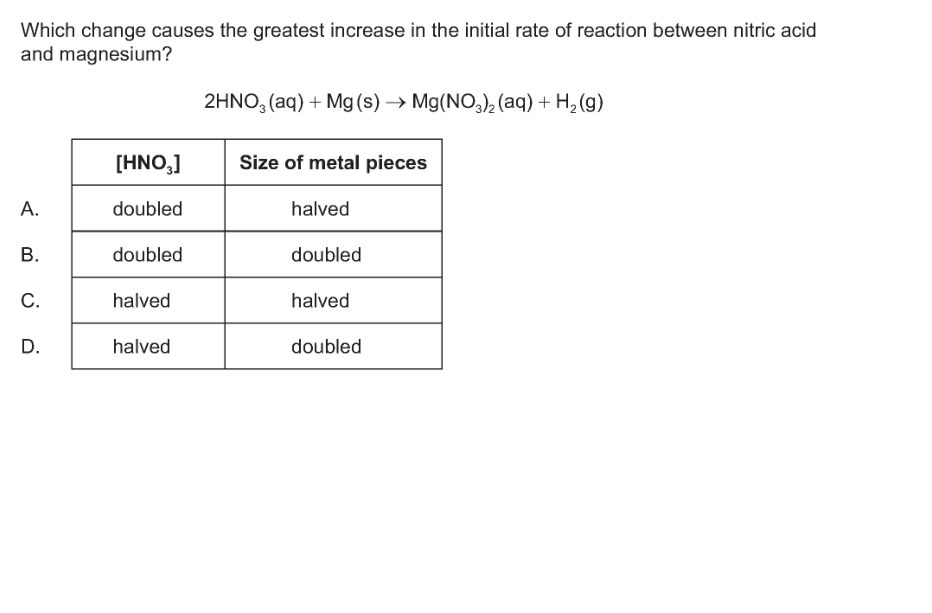 Which change causes the greatest increase in the initial rate of reaction between nitric acid
and magnesium?
2HNO₃(aq) + Mg(s) → Mg(NO₃)₂(aq) + H₂(g)
[HNO₃] Size of metal pieces
A. doubled halved
B. doubled doubled
C. halved halved
D. halved doubled